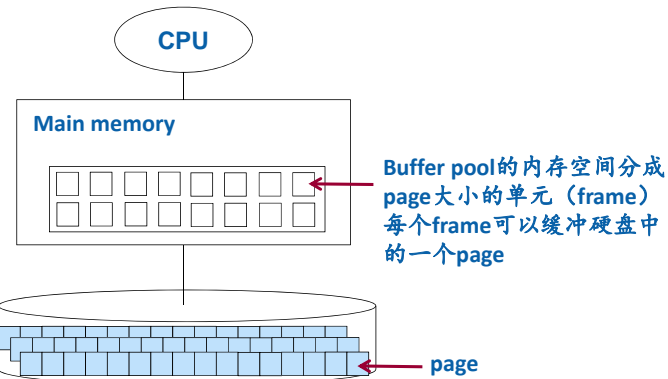 CPU
Main memory
Buffer pool的内存空间分成
page大小的单元（frame）
每个frame可以缓冲硬盘中
的一个page
page